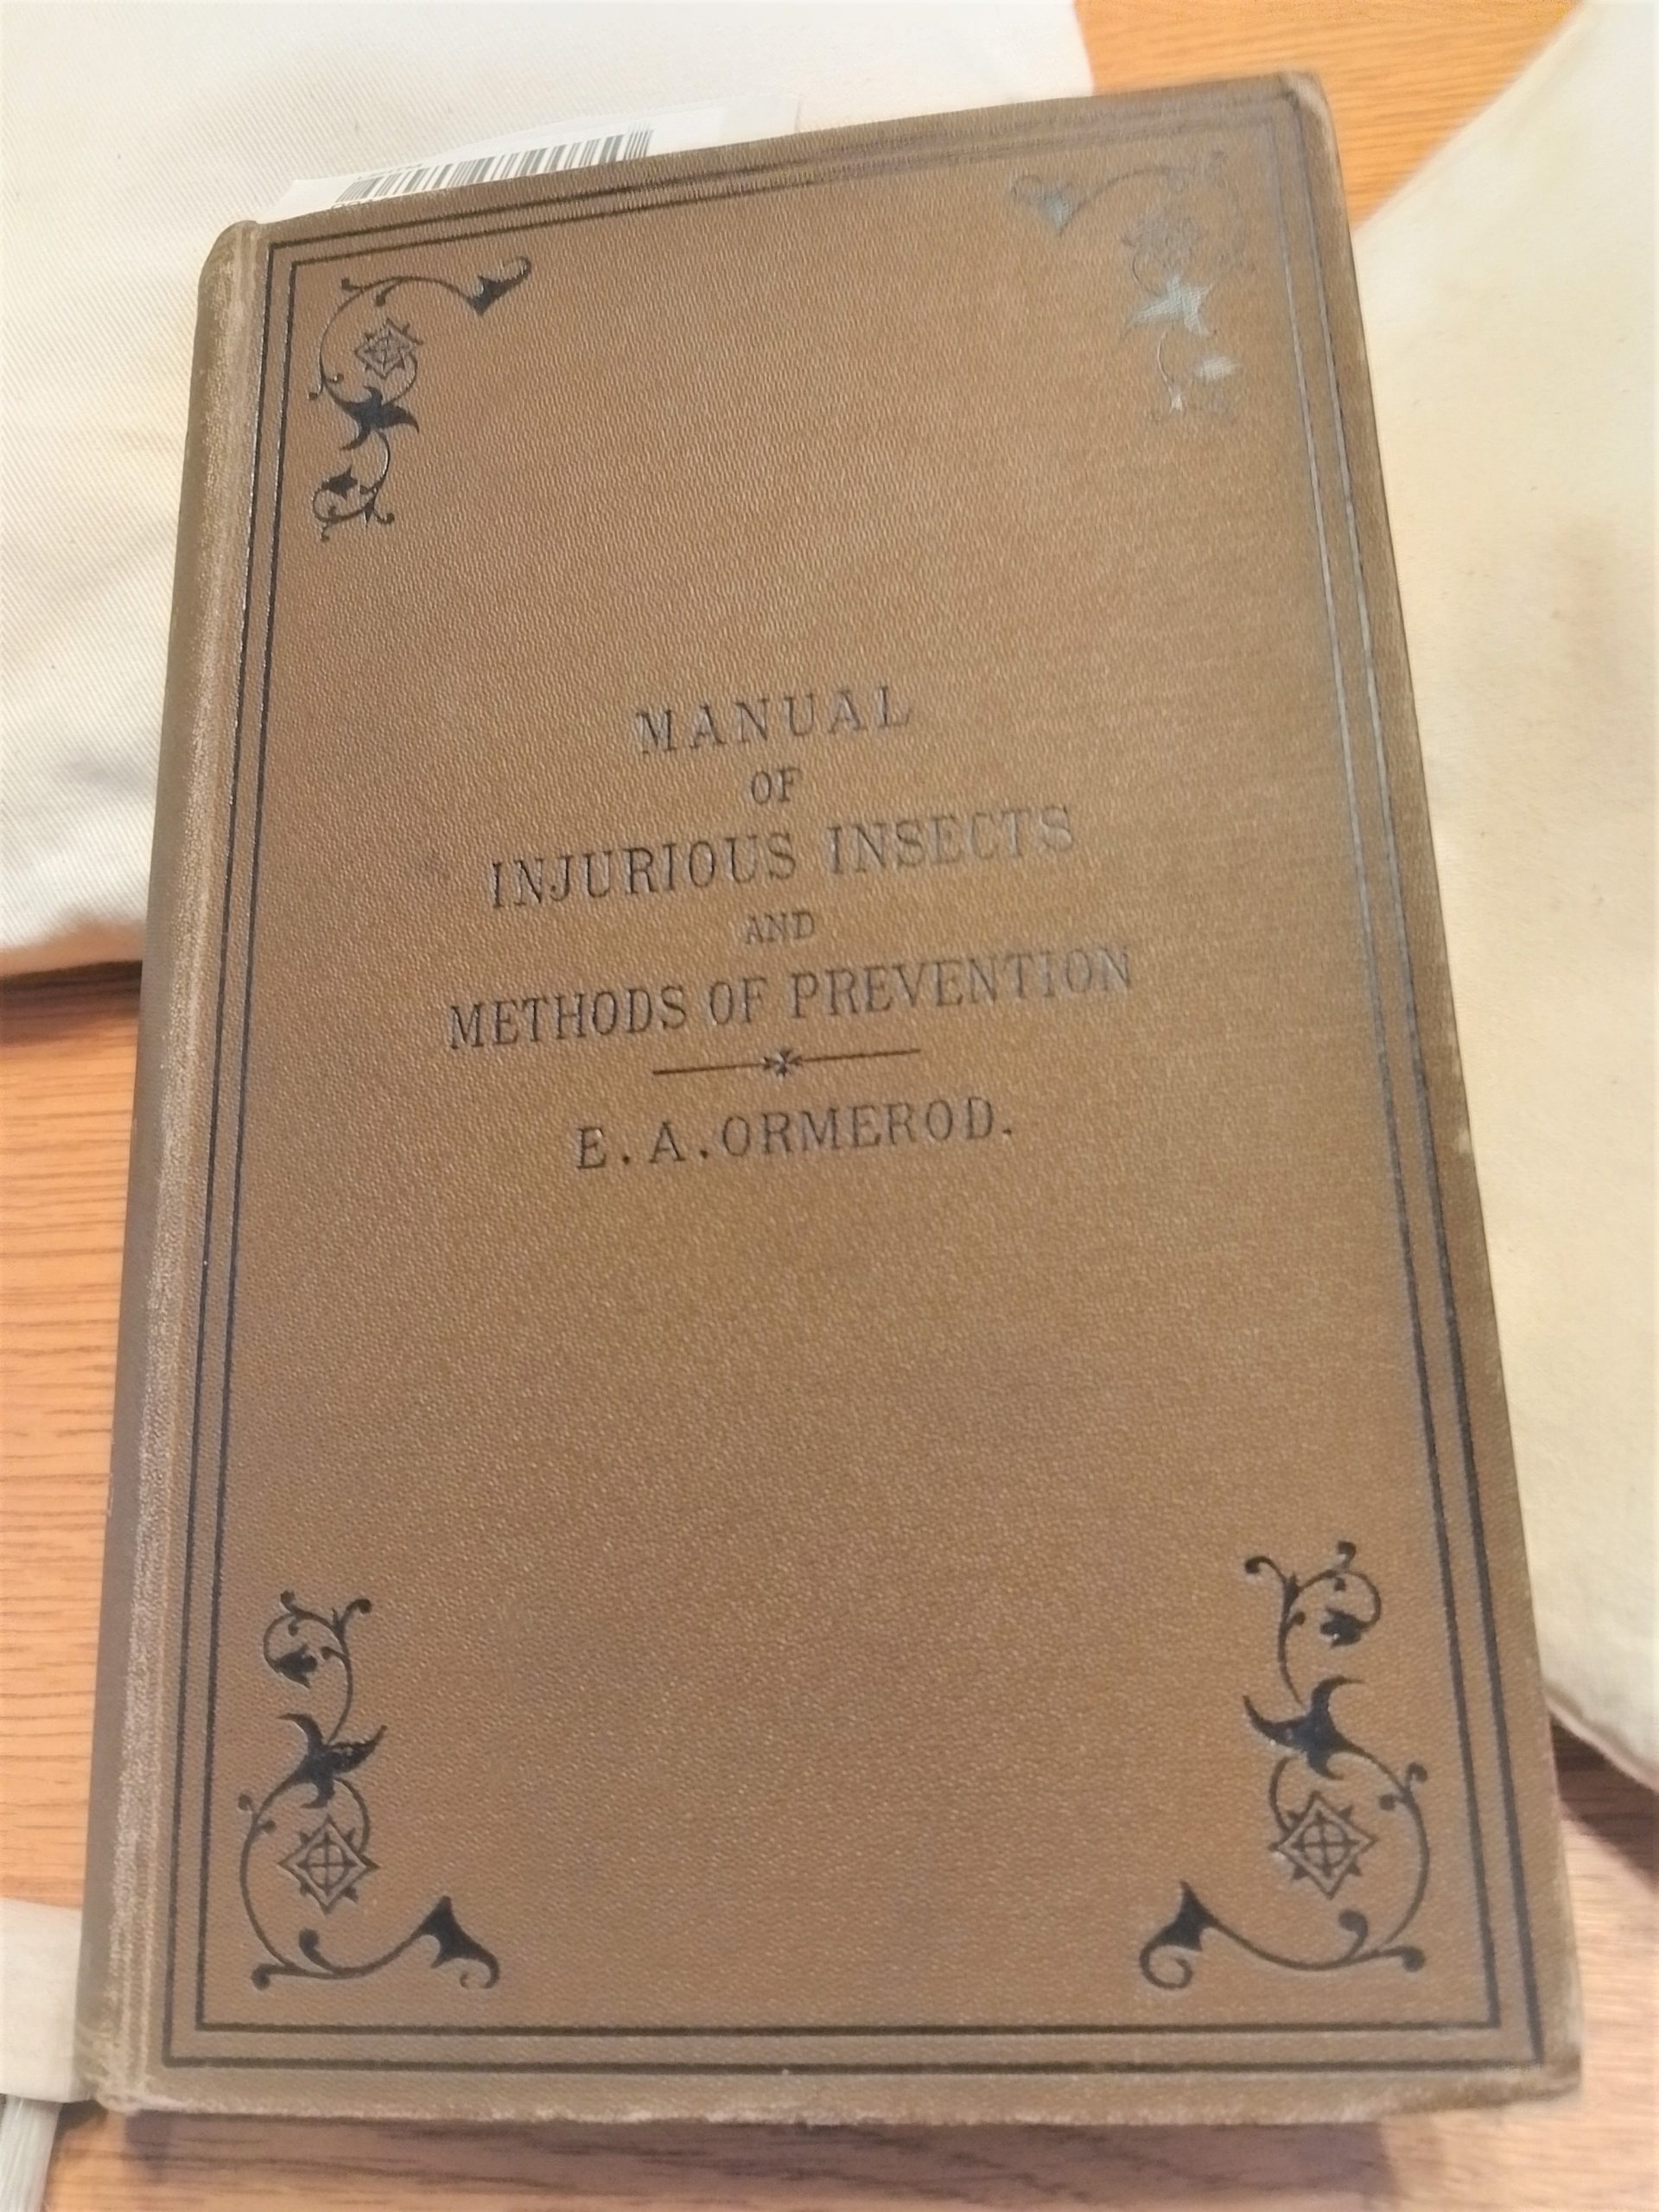 MANUAL
OF
INJURIOUS INSECTS
AND
METHODS OF PREVENTION
E. A. ORMEROD.